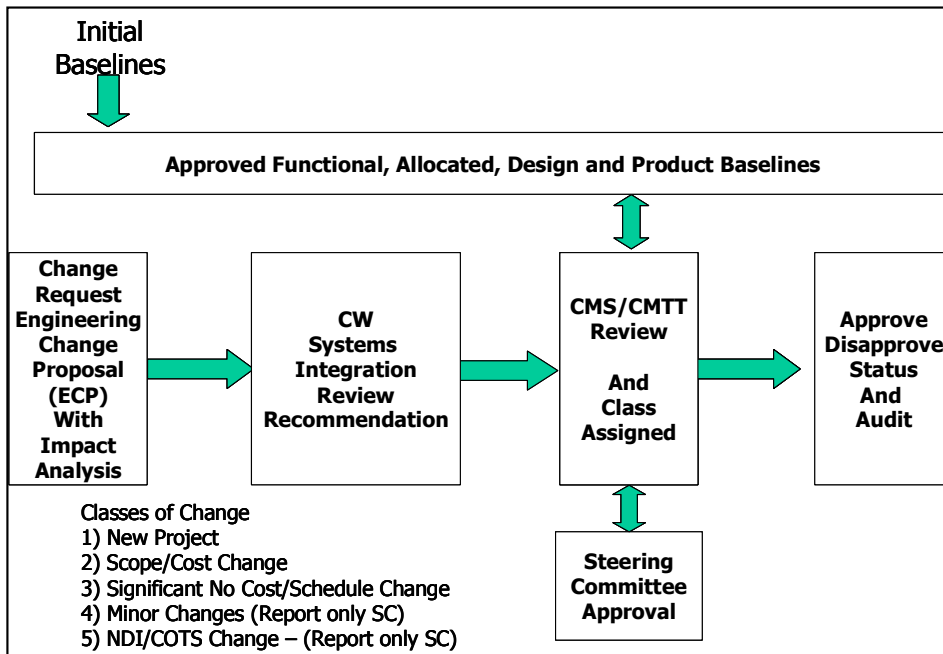 Initial
Baselines
Approved Functional, Allocated, Design and Product Baselines
Change
Request
Engineering
Change
Proposal
(ECP)
With
Impact
Analysis
CW
Systems
Integration
Review
Recommendation
CMS/CMTT
Review
And
Class
Assigned
Approve
Disapprove
Status
And
Audit
Steering
Committee
Approval
Classes of Change
1) New Project
2) Scope/Cost Change
3) Significant No Cost/Schedule Change
4) Minor Changes (Report only SC)
5) NDI/COTS Change – (Report only SC)